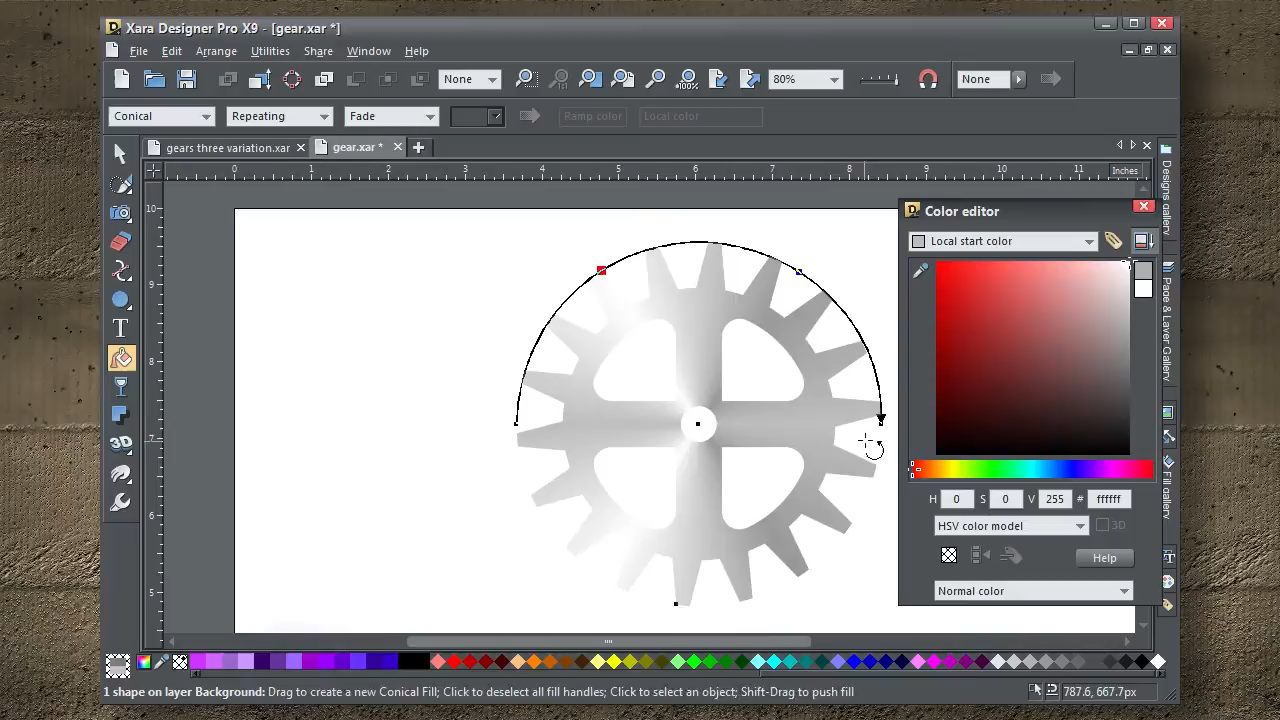 Xara Designer Pro X9 - [gear.xar *]
File Edit Arrange Utilities Share Window Help
None 80% None
Conical Repeating Fade Ramp color Local color
gears three variation.xar gear.xar *
0 1 2 3 4 5 6 7 8 9 10 11 Inches
10
9
8
7
6
5
Color editor
Local start color
H 0 S 0 V 255 # ffffff
HSV color model 3D
Help
Normal color
Designs gallery
Page & Layer Gallery
Fill gallery
T
3D
+100%
1 shape on layer Background: Drag to create a new Conical Fill; Click to deselect all fill handles; Click to select an object; Shift-Drag to push fill
787.6, 667.7px